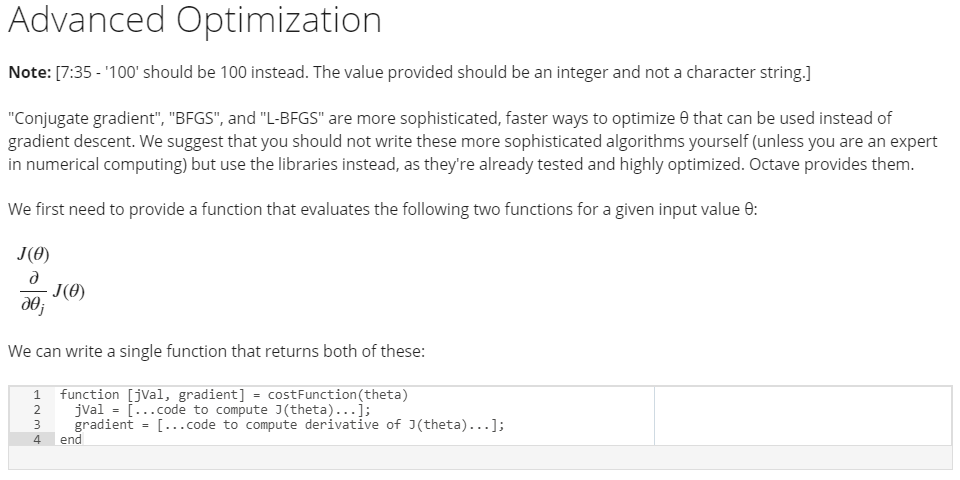 Advanced Optimization
Note: [7:35 - '100' should be 100 instead. The value provided should be an integer and not a character string.]
"Conjugate gradient", "BFGS", and "L-BFGS" are more sophisticated, faster ways to optimize θ that can be used instead of
gradient descent. We suggest that you should not write these more sophisticated algorithms yourself (unless you are an expert
in numerical computing) but use the libraries instead, as they're already tested and highly optimized. Octave provides them.
We first need to provide a function that evaluates the following two functions for a given input value θ:
J(θ)
∂
∂θⱼ J(θ)
We can write a single function that returns both of these:
1 function [jVal, gradient] = costFunction(theta)
2 jVal = [...code to compute J(theta)...];
3 gradient = [...code to compute derivative of J(theta)...];
4 end